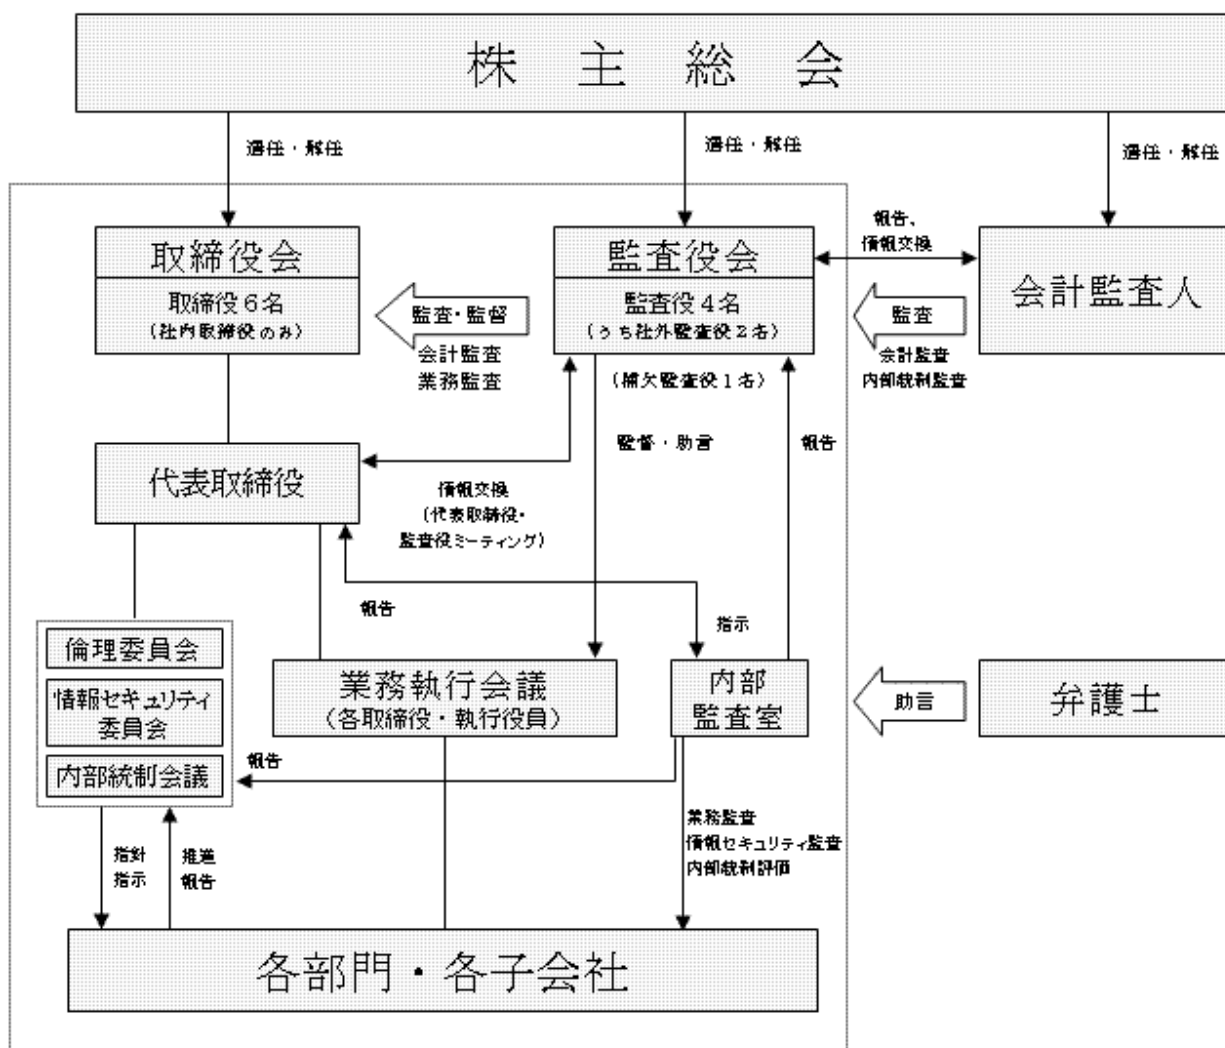 株主総会
選任・解任
選任・解任
選任・解任
取締役会
取締役6名
(社内取締役のみ)
監査・監督
会計監査
業務監査
監査役会
監査役4名
(うち社外監査役2名)
(補欠監査役1名)
報告、
情報交換
監査
会計監査
内部統制監査
会計監査人
代表取締役
情報交換
(代表取締役・
監査役ミーティング)
監督・助言
報告
報告
指示
倫理委員会
情報セキュリティ
委員会
内部統制会議
業務執行会議
(各取締役・執行役員)
内部
監査室
助言
弁護士
報告
指針
指示
推進
報告
業務監査
情報セキュリティ監査
内部統制評価
各部門・各子会社